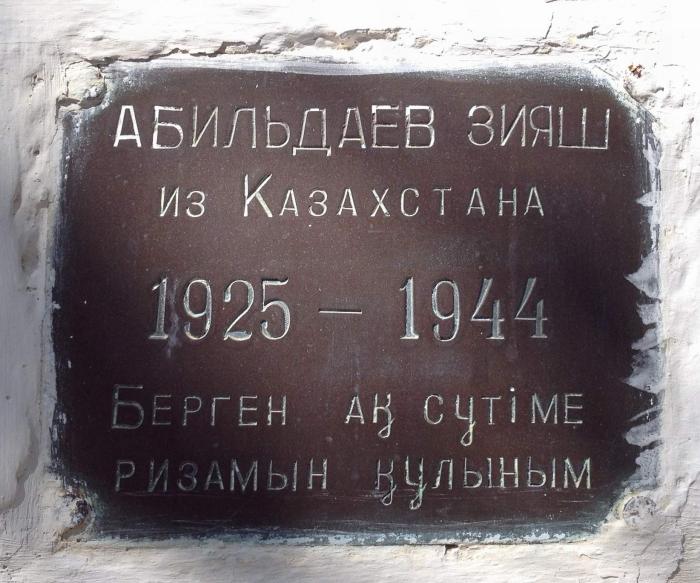 АБИЛЬДАЕВ ЗИЯШ
ИЗ КАЗАХСТАНА
1925 – 1944
БЕРГЕН АҚ СҮТІМЕ
РИЗАМЫН ҚҰЛЫНЫМ